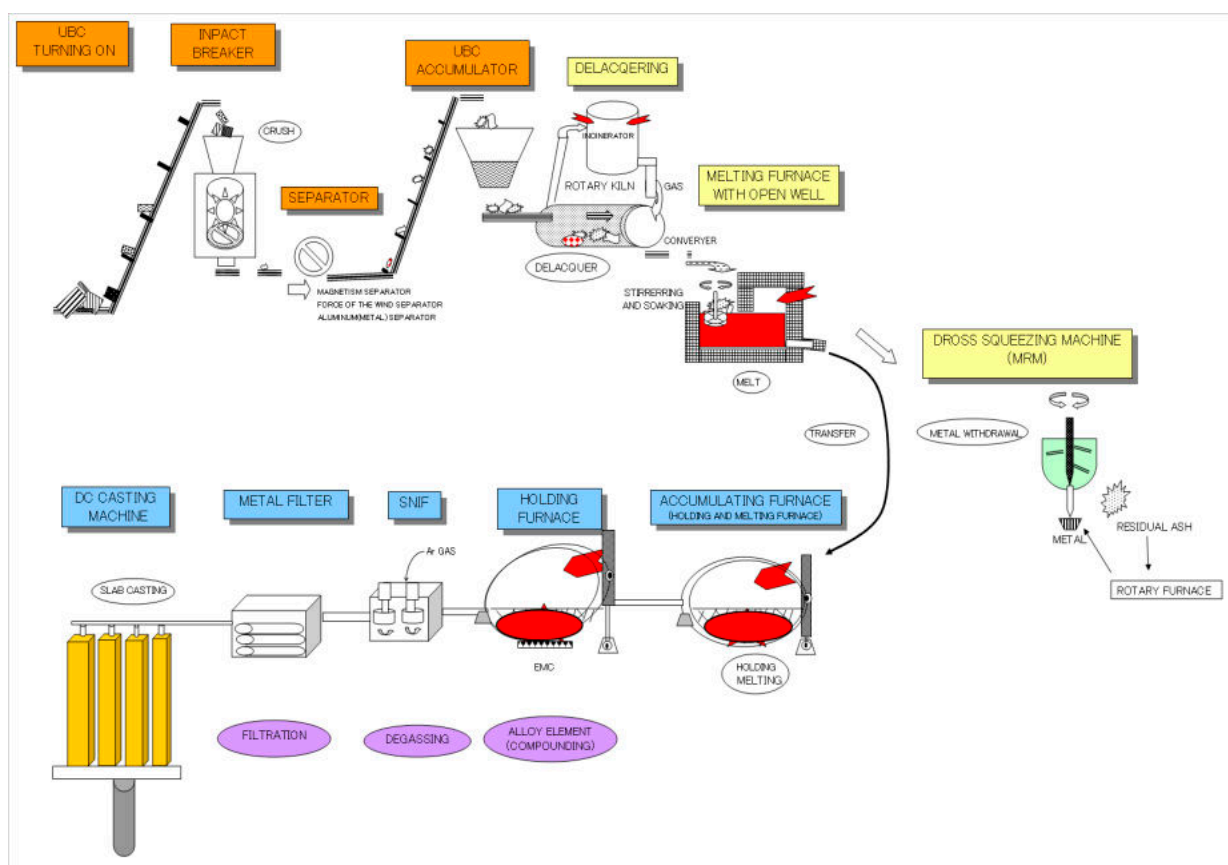 UBC
TURNING ON
INPACT
BREAKER
UBC
ACCUMULATOR
DELACQERING
CRUSH
INCINERATOR
SEPARATOR
ROTARY KILN
GAS
MELTING FURNACE
WITH OPEN WELL
CONVERYER
DELACQUER
MAGNETISM SEPARATOR
FORCE OF THE WIND SEPARATOR
ALUMINUM(METAL) SEPARATOR
STIRRERRING
AND SOAKING
DROSS SQUEEZING MACHINE
(MRM)
MELT
TRANSFER
METAL WITHDRAWAL
DC CASTING
MACHINE
METAL FILTER
SNIF
HOLDING
FURNACE
ACCUMULATING FURNACE
(HOLDING AND MELTING FURNACE)
METAL
RESIDUAL ASH
Ar GAS
ROTARY FURNACE
SLAB CASTING
EMC
HOLDING
MELTING
FILTRATION
DEGASSING
ALLOY ELEMENT
(COMPOUNDING)